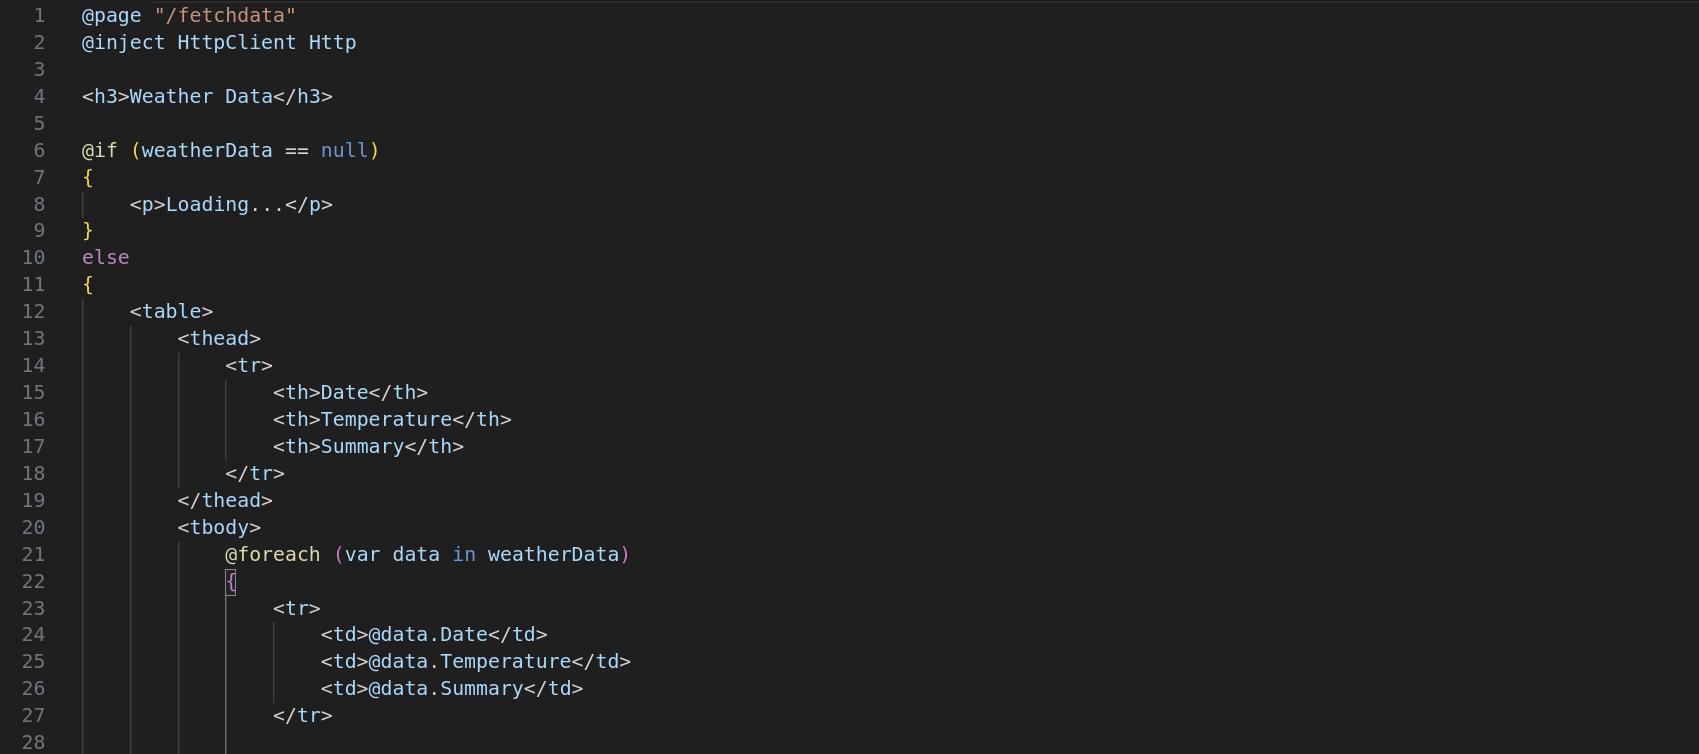 1 @page "/fetchdata"
2 @inject HttpClient Http
3
4 <h3>Weather Data</h3>
5
6 @if (weatherData == null)
7 {
8     <p>Loading...</p>
9 }
10 else
11 {
12     <table>
13         <thead>
14             <tr>
15                 <th>Date</th>
16                 <th>Temperature</th>
17                 <th>Summary</th>
18             </tr>
19         </thead>
20         <tbody>
21             @foreach (var data in weatherData)
22             {
23                 <tr>
24                     <td>@data.Date</td>
25                     <td>@data.Temperature</td>
26                     <td>@data.Summary</td>
27                 </tr>
28